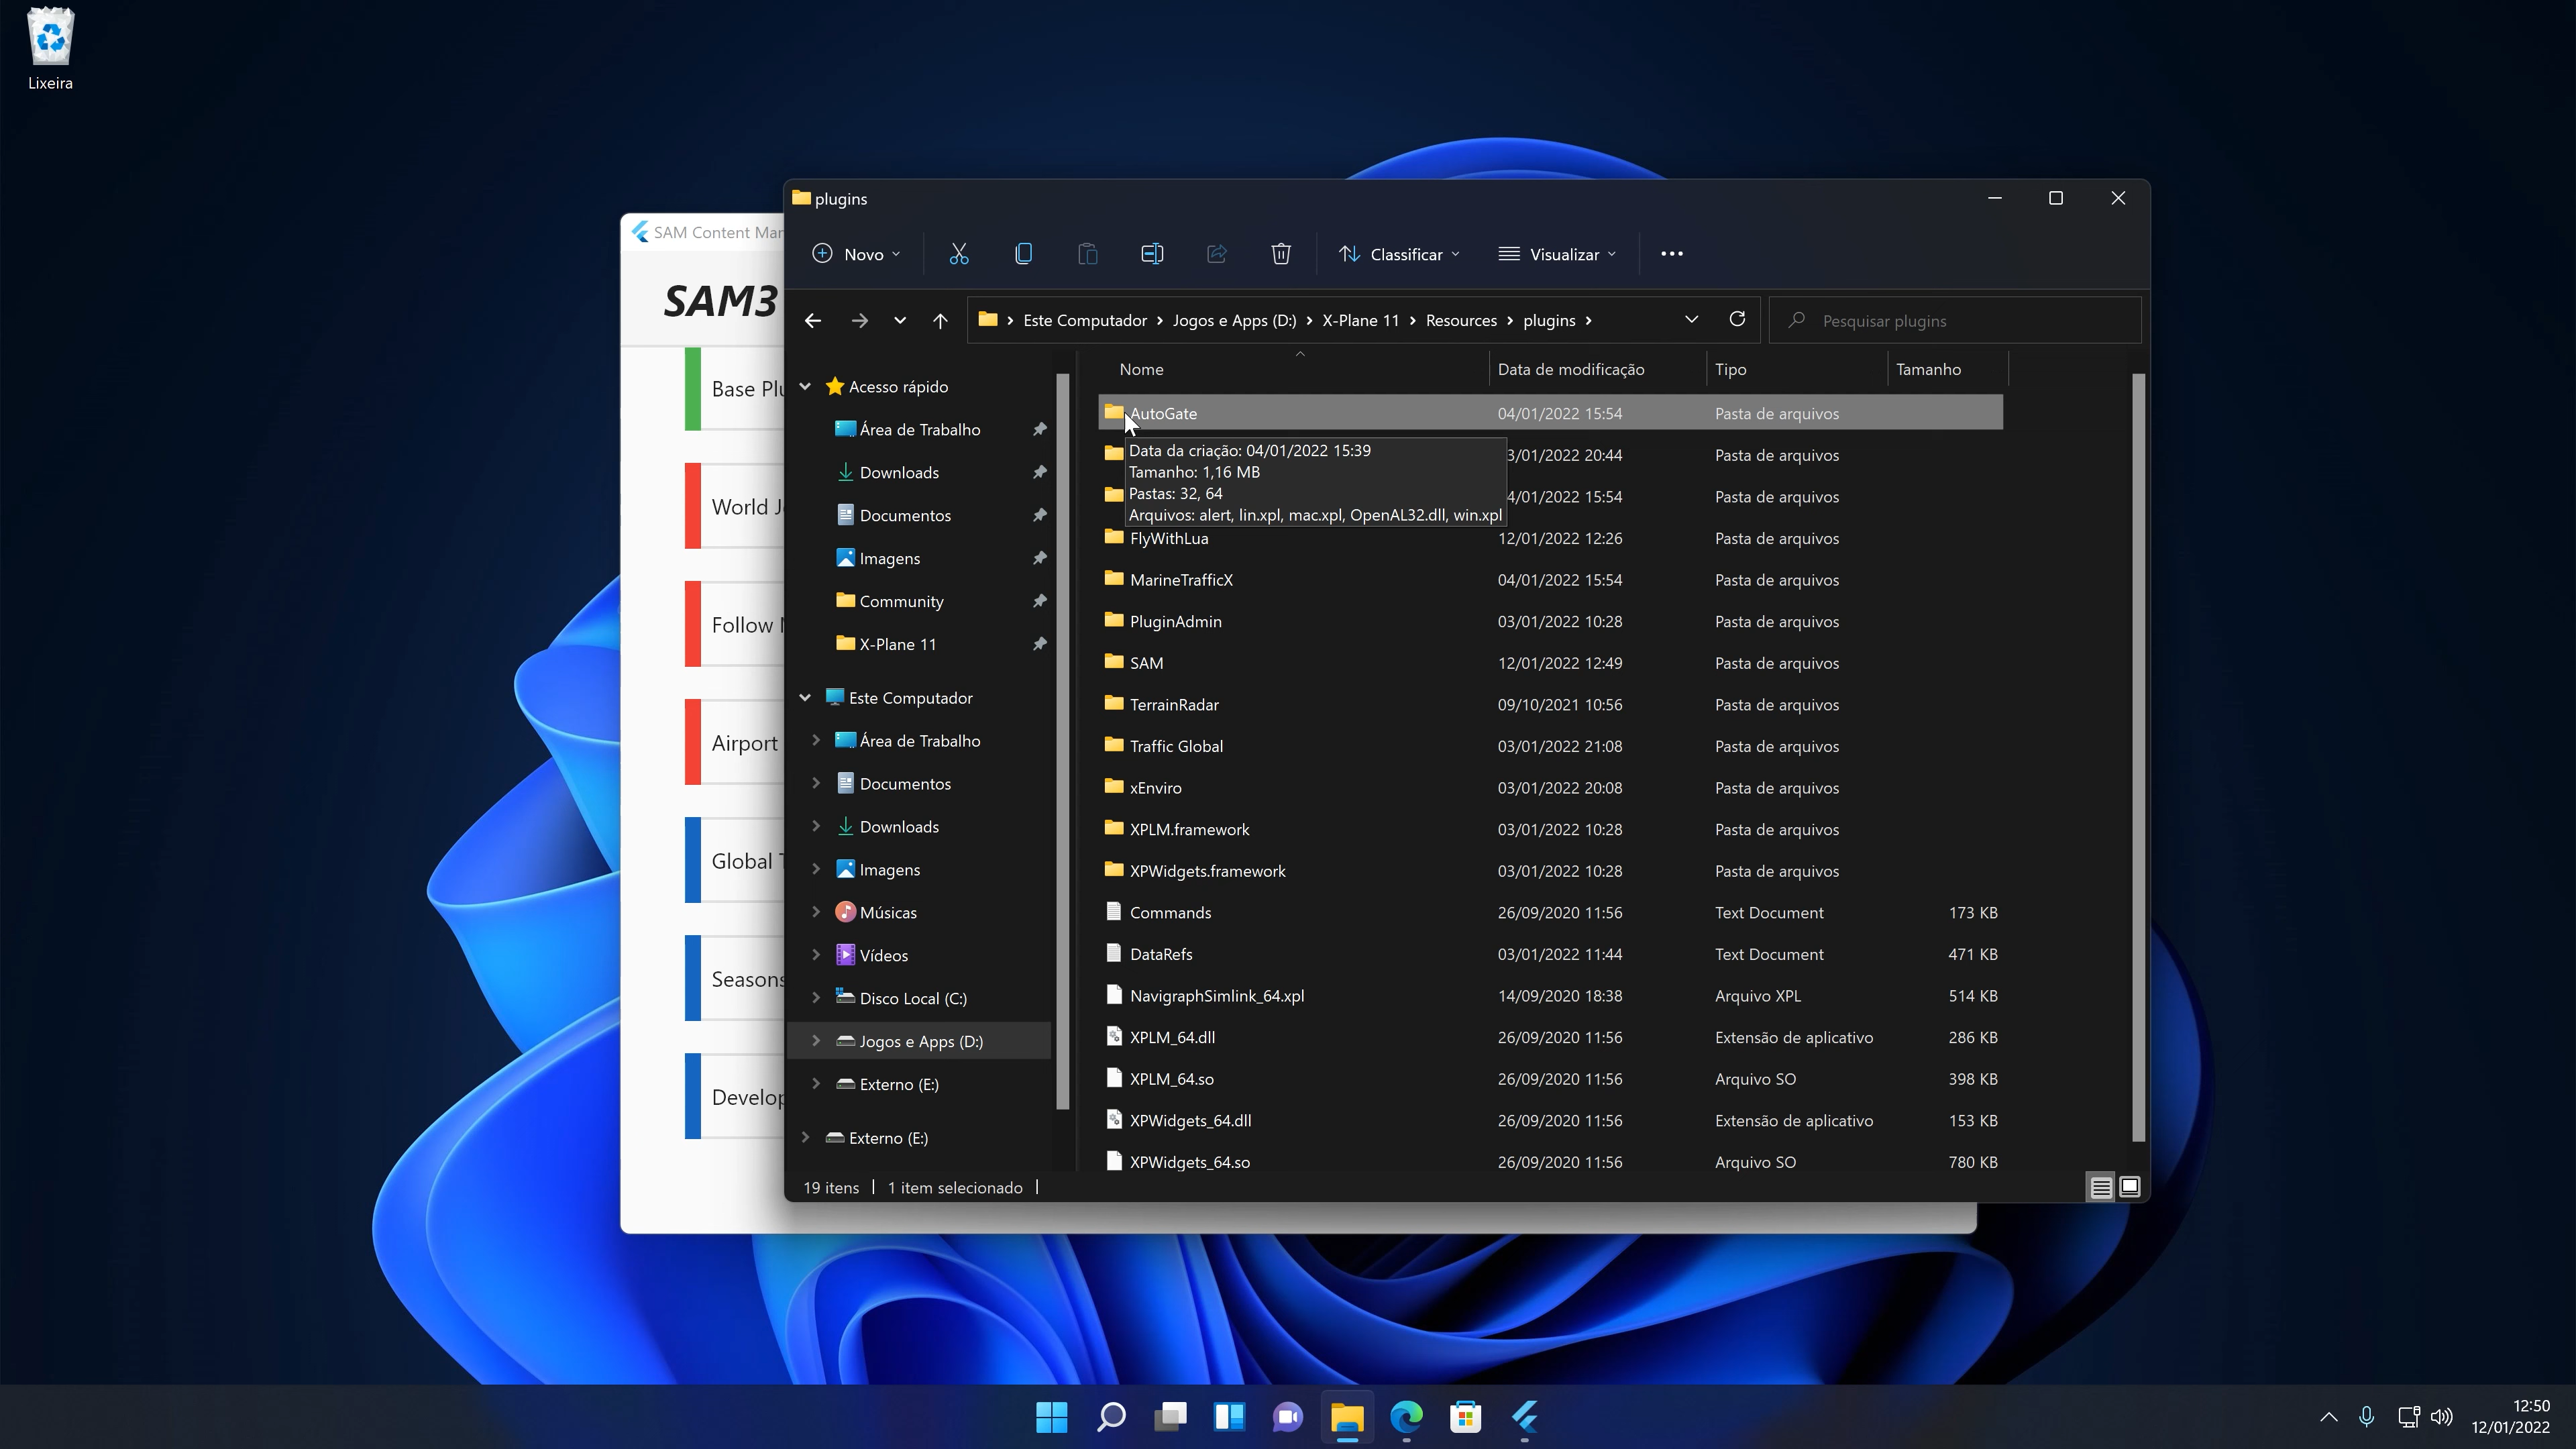 Lixeira
plugins
SAM Content Man
Novo
Classificar
Visualizar
SAM3
Este Computador
Jogos e Apps (D:)
X-Plane 11
Resources
plugins
Pesquisar plugins
Nome
Data de modificação
Tipo
Tamanho
Acesso rápido
Área de Trabalho
Downloads
Documentos
Imagens
Community
X-Plane 11
Este Computador
Área de Trabalho
Documentos
Downloads
Imagens
Músicas
Vídeos
Disco Local (C:)
Jogos e Apps (D:)
Externo (E:)
Externo (E:)
AutoGate 04/01/2022 15:54 Pasta de arquivos
3/01/2022 20:44 Pasta de arquivos
4/01/2022 15:54 Pasta de arquivos
Data da criação: 04/01/2022 15:39
Tamanho: 1,16 MB
Pastas: 32, 64
Arquivos: alert, lin.xpl, mac.xpl, OpenAL32.dll, win.xpl
FlyWithLua 12/01/2022 12:26 Pasta de arquivos
MarineTrafficX 04/01/2022 15:54 Pasta de arquivos
PluginAdmin 03/01/2022 10:28 Pasta de arquivos
SAM 12/01/2022 12:49 Pasta de arquivos
TerrainRadar 09/10/2021 10:56 Pasta de arquivos
Traffic Global 03/01/2022 21:08 Pasta de arquivos
xEnviro 03/01/2022 20:08 Pasta de arquivos
XPLM.framework 03/01/2022 10:28 Pasta de arquivos
XPWidgets.framework 03/01/2022 10:28 Pasta de arquivos
Commands 26/09/2020 11:56 Text Document 173 KB
DataRefs 03/01/2022 11:44 Text Document 471 KB
NavigraphSimlink_64.xpl 14/09/2020 18:38 Arquivo XPL 514 KB
XPLM_64.dll 26/09/2020 11:56 Extensão de aplicativo 286 KB
XPLM_64.so 26/09/2020 11:56 Arquivo SO 398 KB
XPWidgets_64.dll 26/09/2020 11:56 Extensão de aplicativo 153 KB
XPWidgets_64.so 26/09/2020 11:56 Arquivo SO 780 KB
19 itens
1 item selecionado
Base Plu
World J
Follow
Airport
Global
Seasons
Develop
12:50
12/01/2022